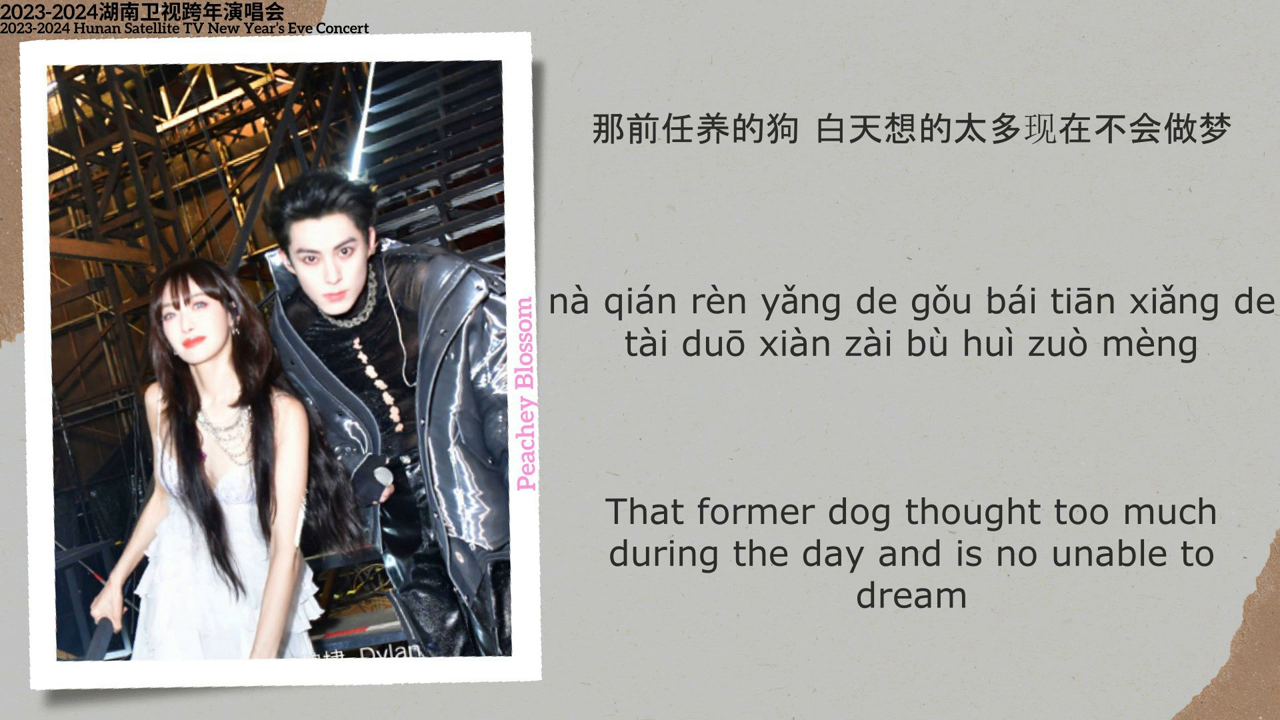 2023-2024湖南卫视跨年演唱会
2023-2024 Hunan Satellite TV New Year's Eve Concert
那前任养的狗 白天想的太多现在不会做梦
nà qián rèn yǎng de gǒu bái tiān xiǎng de
tài duō xiàn zài bù huì zuò mèng
That former dog thought too much
during the day and is no unable to
dream
Peachey Blossom
Dylan